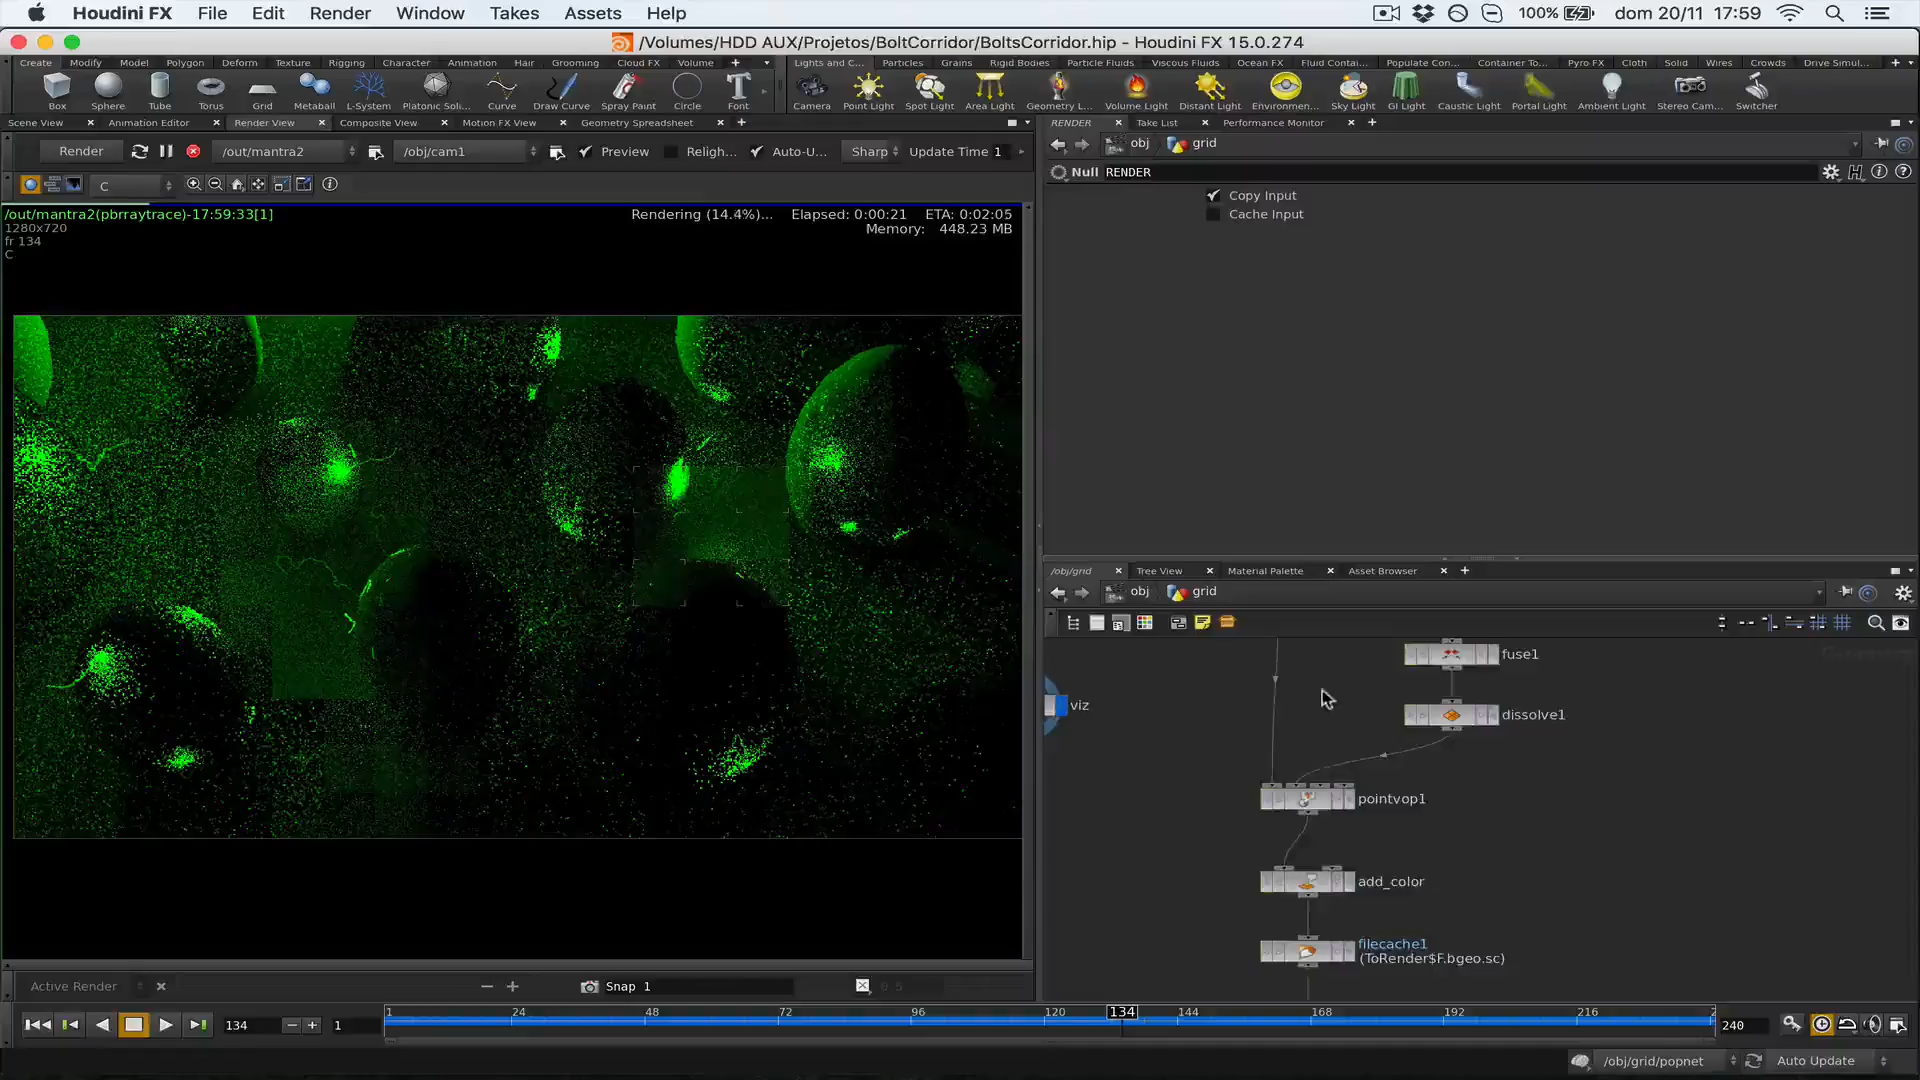 Houdini FX File Edit Render Window Takes Assets Help 100% dom 20/11 17:59
/Volumes/HDD AUX/Projetos/BoltCorridor/BoltsCorridor.hip - Houdini FX 15.0.274
Create Modify Model Polygon Deform Texture Rigging Character Animation Hair Grooming Cloud FX Volume
Lights and C... Particles Grains Rigid Bodies Particle Fluids Viscous Fluids Ocean FX Fluid Contai... Populate Con... Container To... Pyro FX Cloth Solid Wires Crowds Drive Simul...
Box Sphere Tube Torus Grid Metaball L-System Platonic Soli... Curve Draw Curve Spray Paint Circle Font
Camera Point Light Spot Light Area Light Geometry L... Volume Light Distant Light Environmen... Sky Light GI Light Caustic Light Portal Light Ambient Light Stereo Cam... Switcher
Scene View Animation Editor Render View Composite View Motion FX View Geometry Spreadsheet
RENDER Take List Performance Monitor
Render /out/mantra2 /obj/cam1 Preview Religh... Auto-U... Sharp Update Time 1
obj grid
Null RENDER
C
Copy Input
Cache Input
/out/mantra2(pbrraytrace)-17:59:33[1]
Rendering (14.4%)... Elapsed: 0:00:21 ETA: 0:02:05
1280x720
Memory: 448.23 MB
fr 134
C
/obj/grid Tree View Material Palette Asset Browser
obj grid
fuse1
viz
dissolve1
pointvop1
add_color
filecache1
(ToRender$F.bgeo.sc)
Active Render Snap 1
134 1
1 24 48 72 96 120 134 144 168 192 216 2
240
/obj/grid/popnet Auto Update